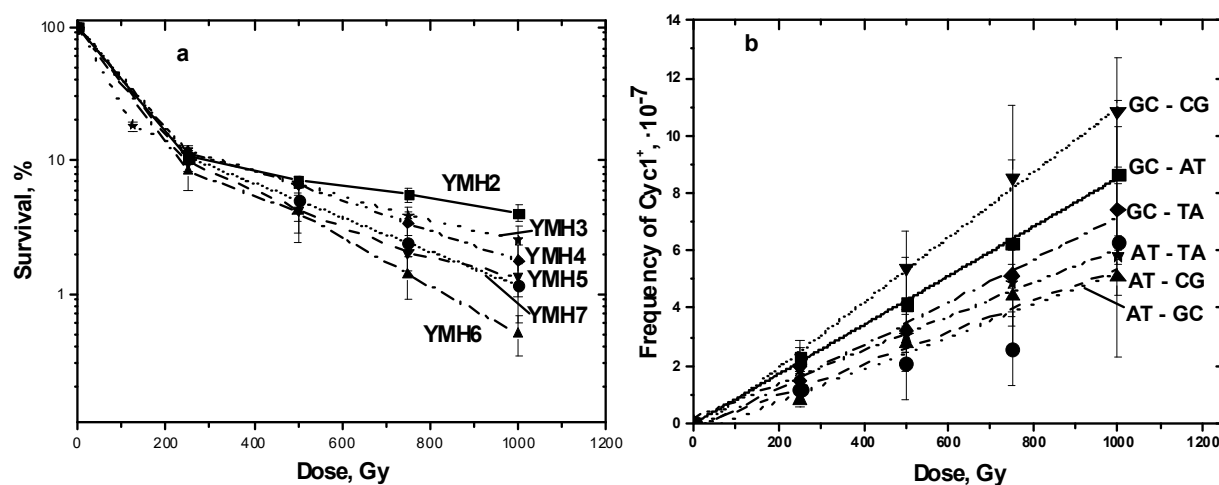 a
Survival, %
100
10
1
YMH2
YMH3
YMH4
YMH5
YMH7
YMH6
0 200 400 600 800 1000 1200
Dose, Gy
b
Frequency of Cyc1⁺, ·10⁻⁷
14
12
10
8
6
4
2
0
GC - CG
GC - AT
GC - TA
AT - TA
AT - CG
AT - GC
0 200 400 600 800 1000 1200
Dose, Gy